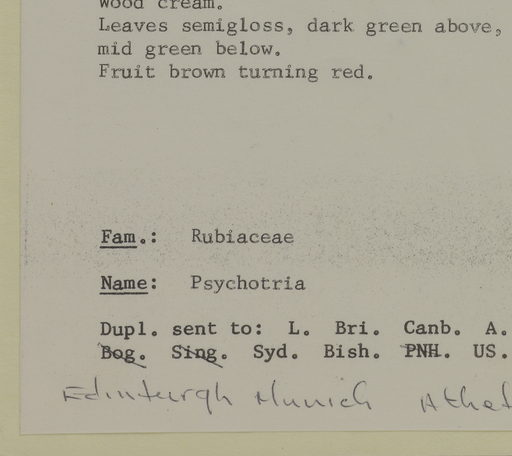 Wood cream.
Leaves semigloss, dark green above,
mid green below.
Fruit brown turning red.
Fam.: Rubiaceae
Name: Psychotria
Dupl. sent to: L. Bri. Canb. A.
Bog. Sing. Syd. Bish. PNH. US.
Edinburgh Munich